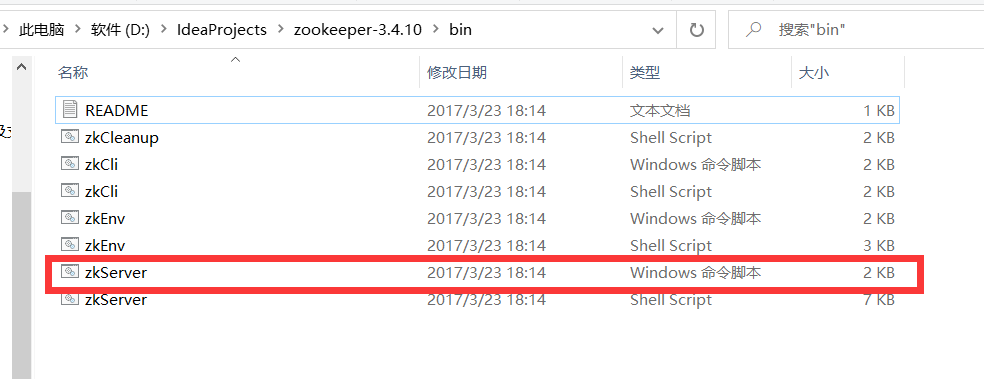 此电脑 > 软件 (D:) > IdeaProjects > zookeeper-3.4.10 > bin 搜索"bin"
名称 修改日期 类型 大小
README 2017/3/23 18:14 文本文档 1 KB
zkCleanup 2017/3/23 18:14 Shell Script 2 KB
zkCli 2017/3/23 18:14 Windows 命令脚本 2 KB
zkCli 2017/3/23 18:14 Shell Script 2 KB
zkEnv 2017/3/23 18:14 Windows 命令脚本 2 KB
zkEnv 2017/3/23 18:14 Shell Script 3 KB
zkServer 2017/3/23 18:14 Windows 命令脚本 2 KB
zkServer 2017/3/23 18:14 Shell Script 7 KB